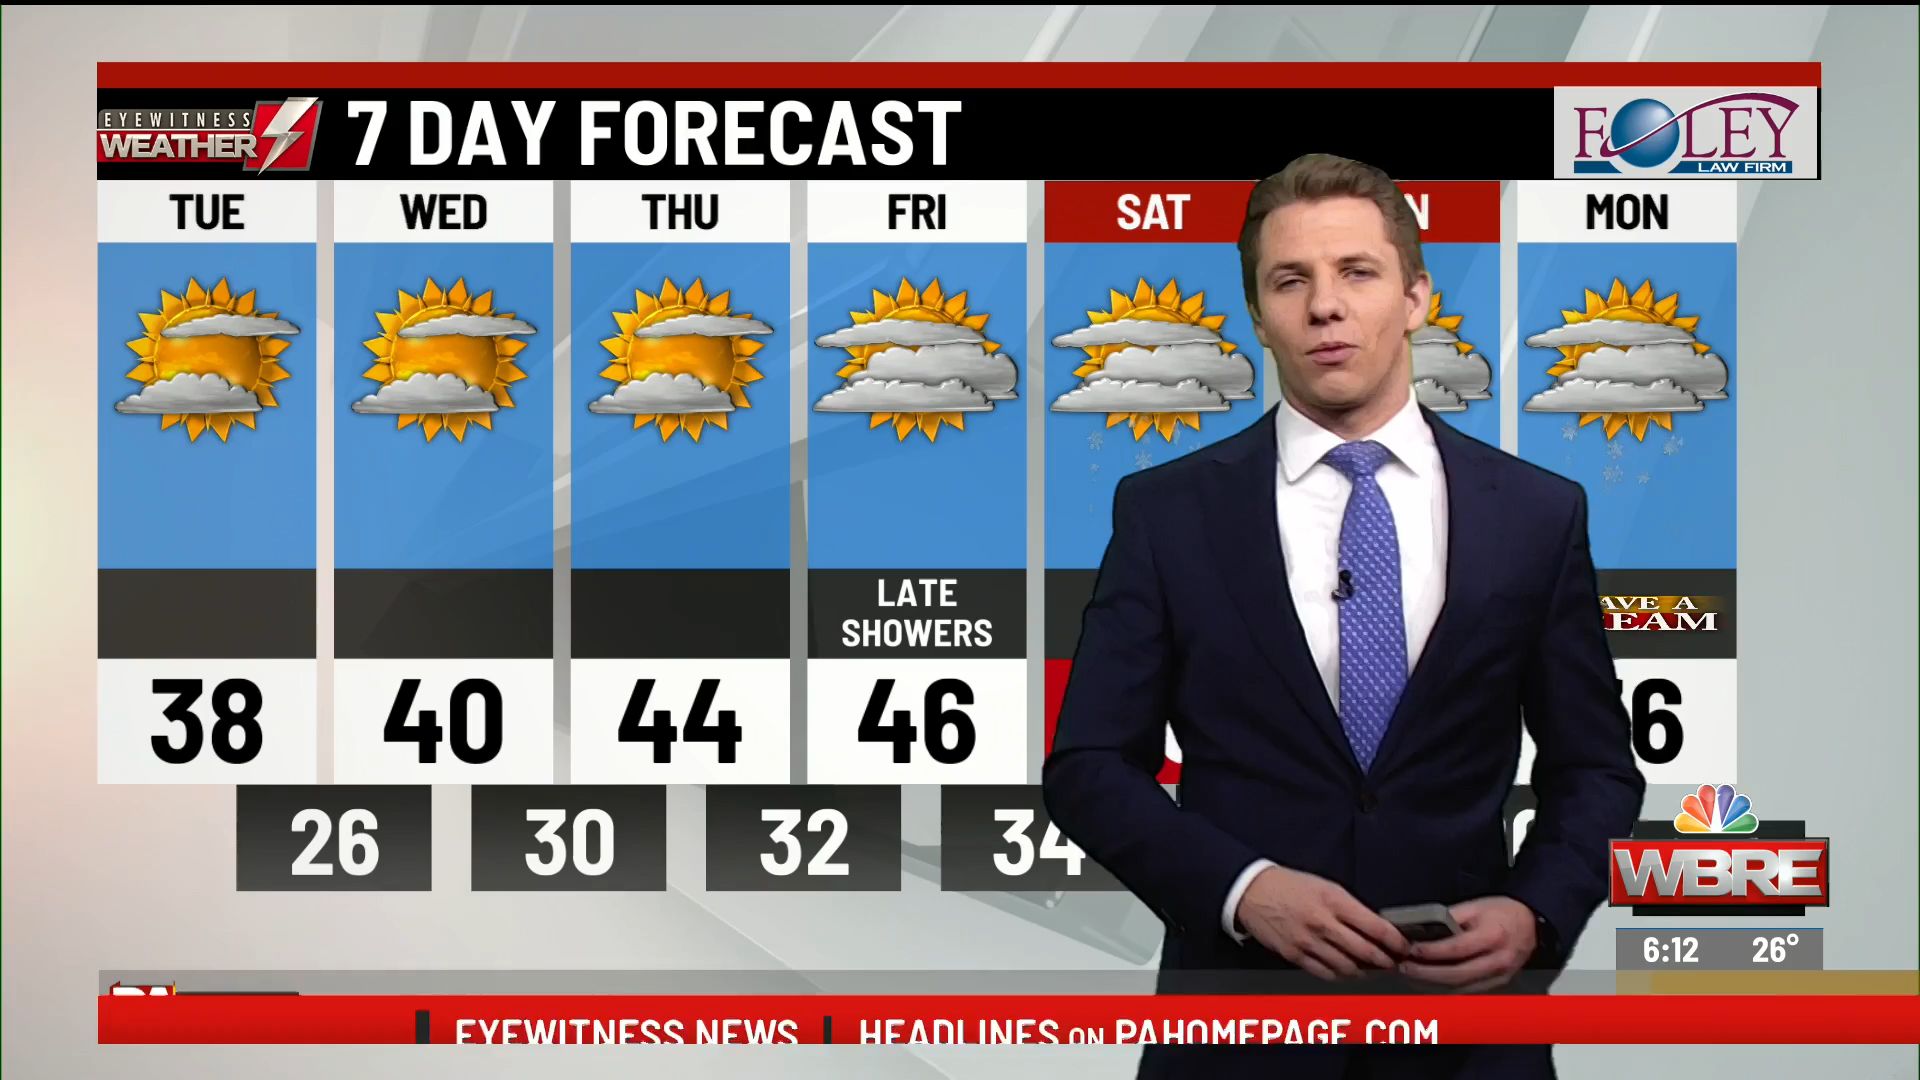 EYEWITNESS
WEATHER
7 DAY FORECAST
FOLEY
LAW FIRM
TUE
WED
THU
FRI
SAT
MON
LATE
SHOWERS
38
40
44
46
26
30
32
34
WBRE
6:12
26°
EYEWITNESS NEWS
HEADLINES ON PAHOMEPAGE.COM